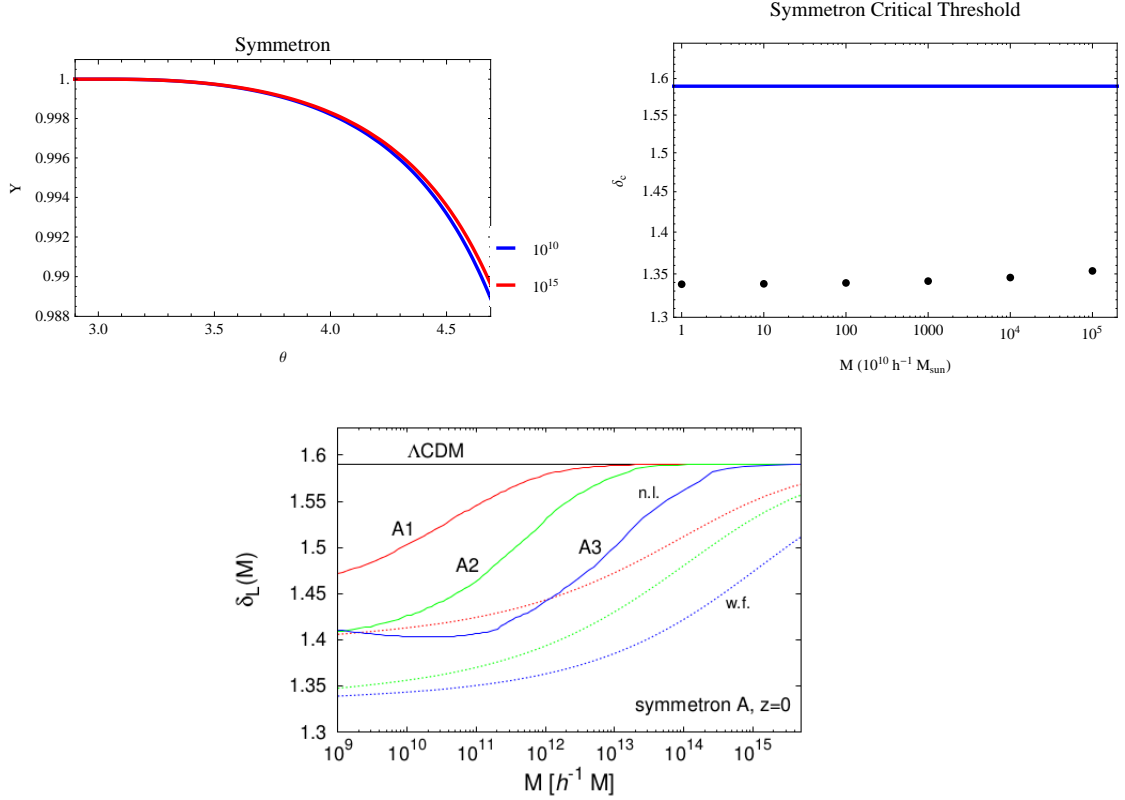 Symmetron
1.
0.998
0.996
0.994
0.992
0.99
0.988
Y
3.0 3.5 4.0 4.5
θ
10^10
10^15
Symmetron Critical Threshold
1.6
1.55
1.5
1.45
1.4
1.35
1.3
δ_c
1 10 100 1000 10^4 10^5
M (10^10 h^-1 M_sun)
ΛCDM
1.6
1.55
1.5
1.45
1.4
1.35
1.3
δ_L(M)
A1
A2
A3
n.l.
w.f.
symmetron A, z=0
10^9 10^10 10^11 10^12 10^13 10^14 10^15
M [h^-1 M]